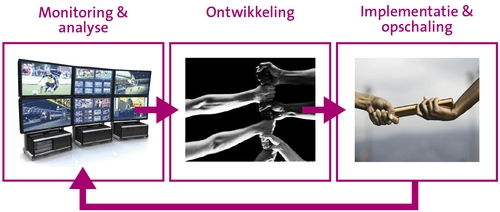 Monitoring &
analyse
Ontwikkeling
Implementatie &
opschaling